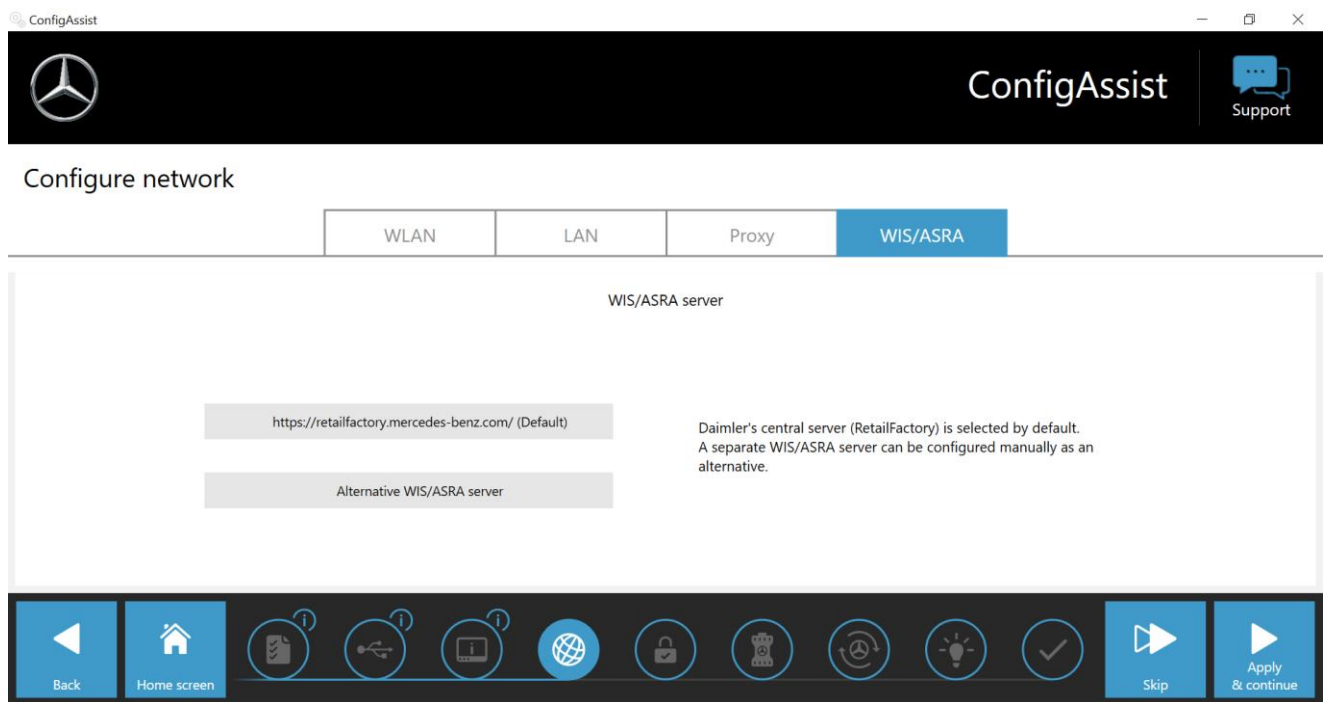 ConfigAssist
ConfigAssist
Support
Configure network
WLAN
LAN
Proxy
WIS/ASRA
WIS/ASRA server
https://retailfactory.mercedes-benz.com/ (Default)
Daimler's central server (RetailFactory) is selected by default.
A separate WIS/ASRA server can be configured manually as an
alternative.
Alternative WIS/ASRA server
Back
Home screen
i
i
i
i
Skip
Apply
& continue